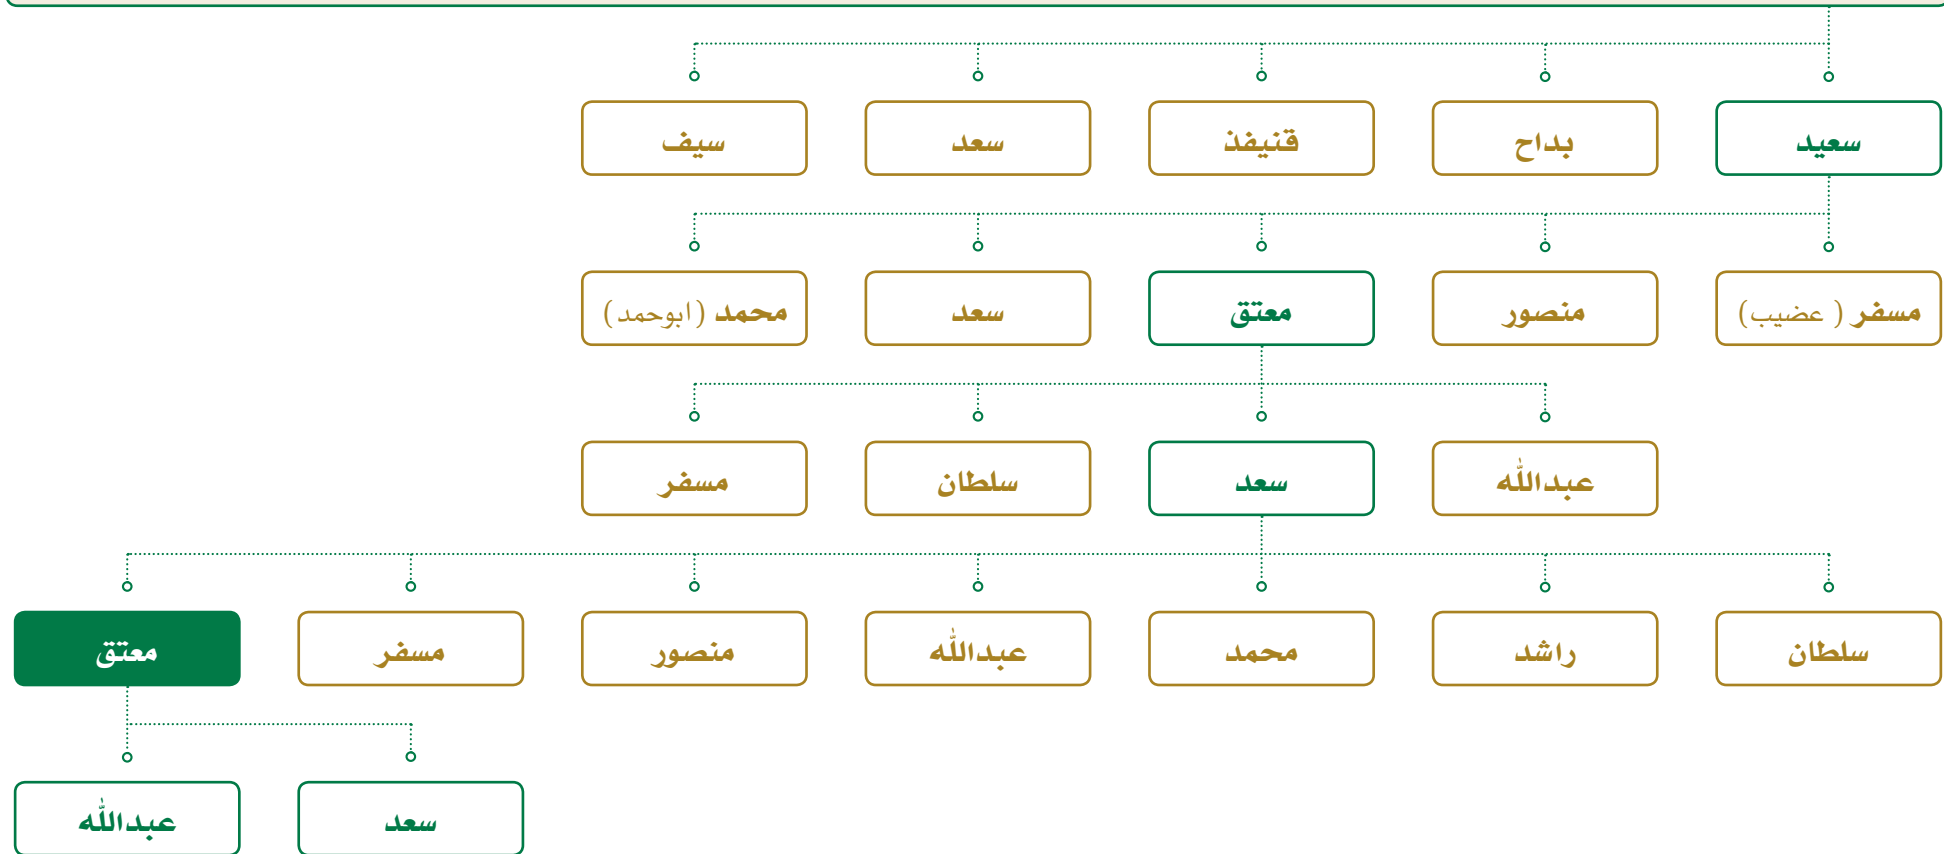 سعيد
بداح
قنيفذ
سعد
سيف
مسفر ( عضيب)
منصور
معتق
سعد
محمد (ابوحمد)
عبدالله
سعد
سلطان
مسفر
سلطان
راشد
محمد
عبدالله
منصور
مسفر
معتق
سعد
عبدالله